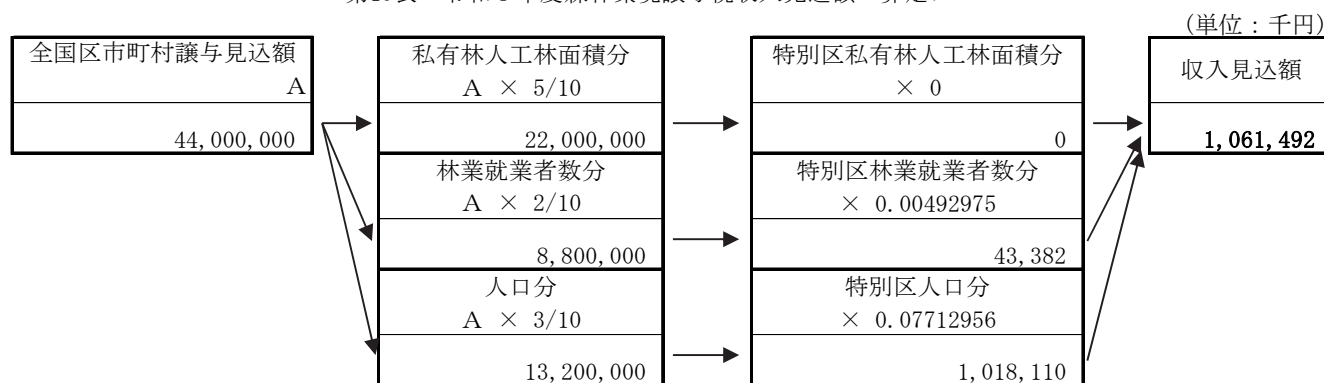 (単位：千円)
全国区市町村譲与見込額
A
44,000,000
私有林人工林面積分
A × 5/10
22,000,000
特別区私有林人工林面積分
× 0
0
収入見込額
1,061,492
林業就業者数分
A × 2/10
8,800,000
特別区林業就業者数分
× 0.00492975
43,382
人口分
A × 3/10
13,200,000
特別区人口分
× 0.07712956
1,018,110